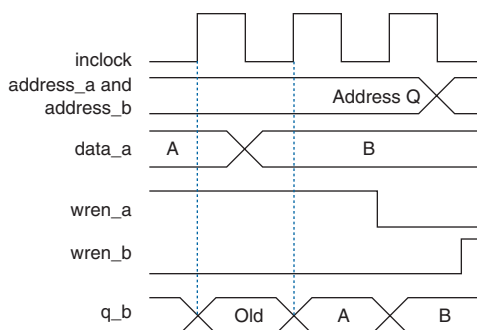 inclock
address_a and
address_b
Address Q
data_a
A
B
wren_a
wren_b
q_b
Old
A
B